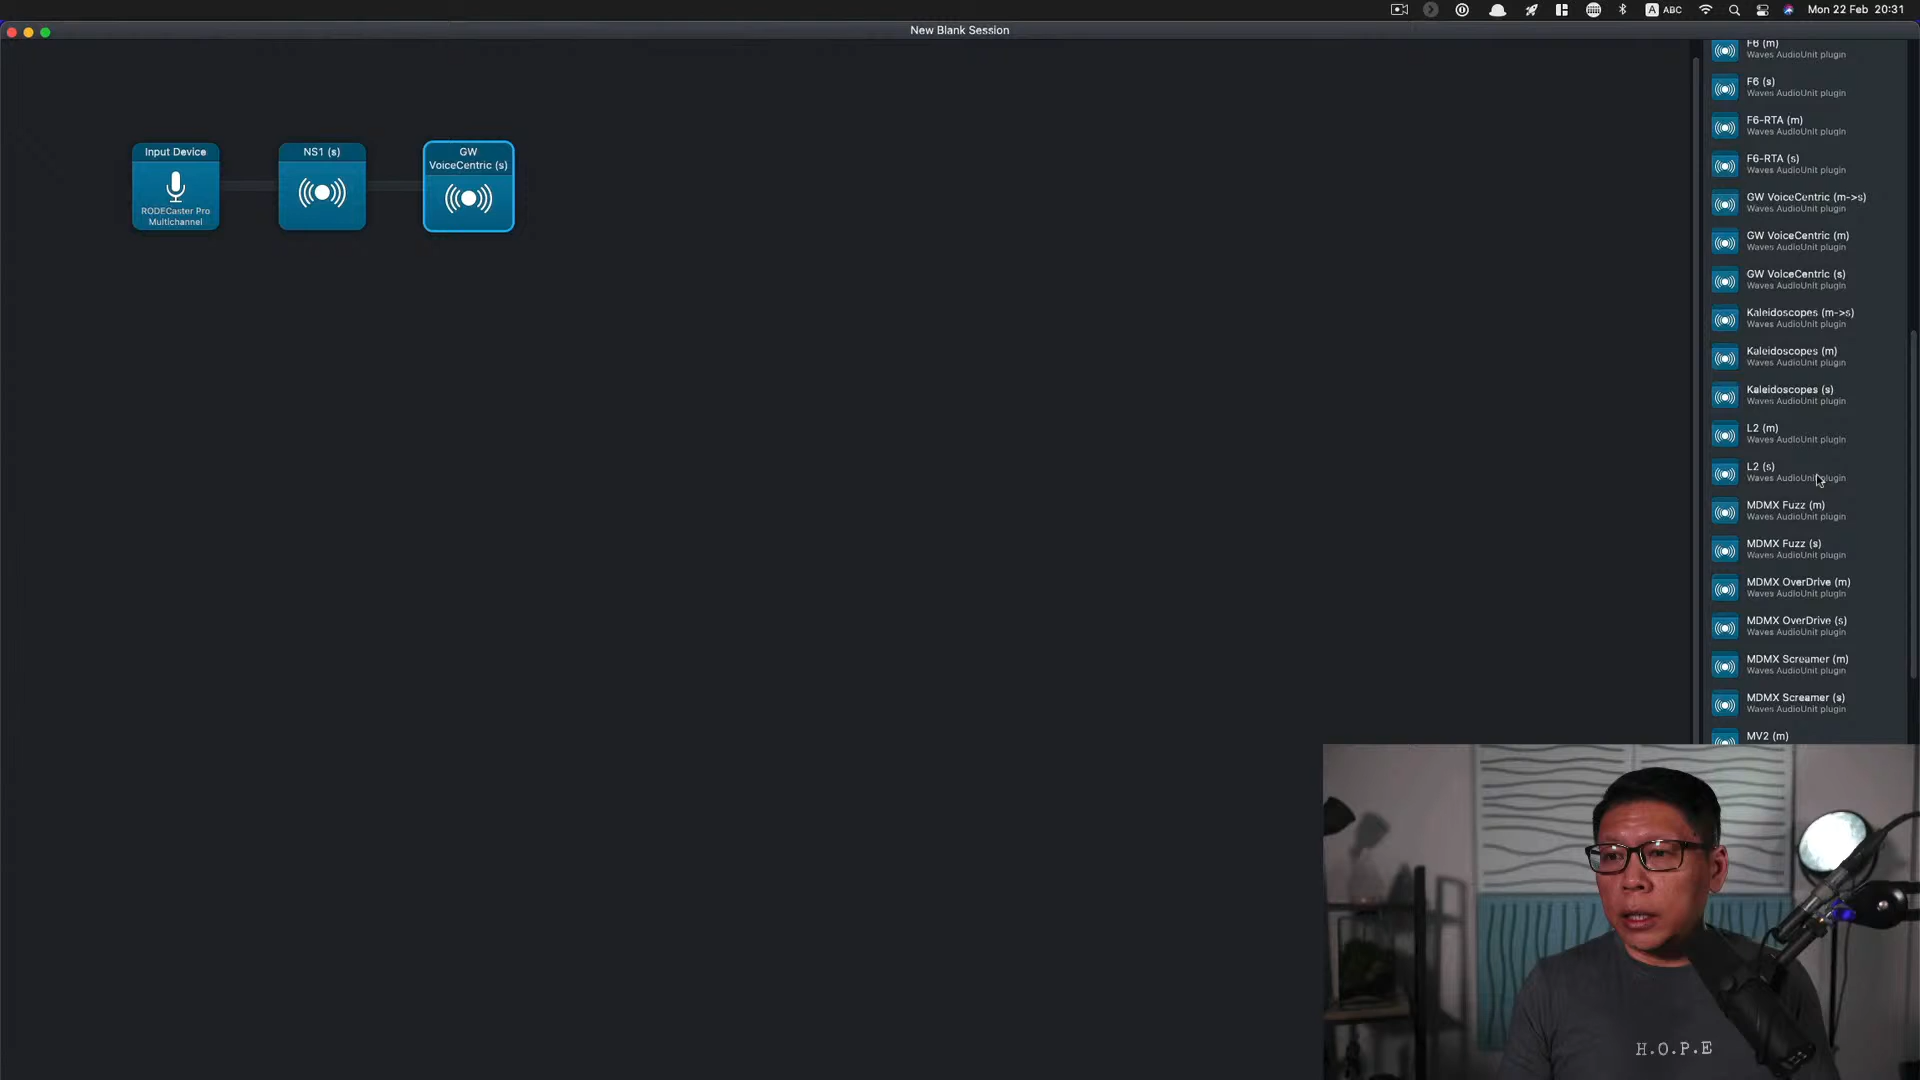 ABC
Mon 22 Feb 20:31
New Blank Session
Input Device
RODECaster Pro
Multichannel
NS1 (s)
GW
VoiceCentric (s)
F6 (m)
Waves AudioUnit plugin
F6 (s)
Waves AudioUnit plugin
F6-RTA (m)
Waves AudioUnit plugin
F6-RTA (s)
Waves AudioUnit plugin
GW VoiceCentric (m->s)
Waves AudioUnit plugin
GW VoiceCentric (m)
Waves AudioUnit plugin
GW VoiceCentric (s)
Waves AudioUnit plugin
Kaleidoscopes (m->s)
Waves AudioUnit plugin
Kaleidoscopes (m)
Waves AudioUnit plugin
Kaleidoscopes (s)
Waves AudioUnit plugin
L2 (m)
Waves AudioUnit plugin
L2 (s)
Waves AudioUnit plugin
MDMX Fuzz (m)
Waves AudioUnit plugin
MDMX Fuzz (s)
Waves AudioUnit plugin
MDMX OverDrive (m)
Waves AudioUnit plugin
MDMX OverDrive (s)
Waves AudioUnit plugin
MDMX Screamer (m)
Waves AudioUnit plugin
MDMX Screamer (s)
Waves AudioUnit plugin
MV2 (m)
H.O.P.E